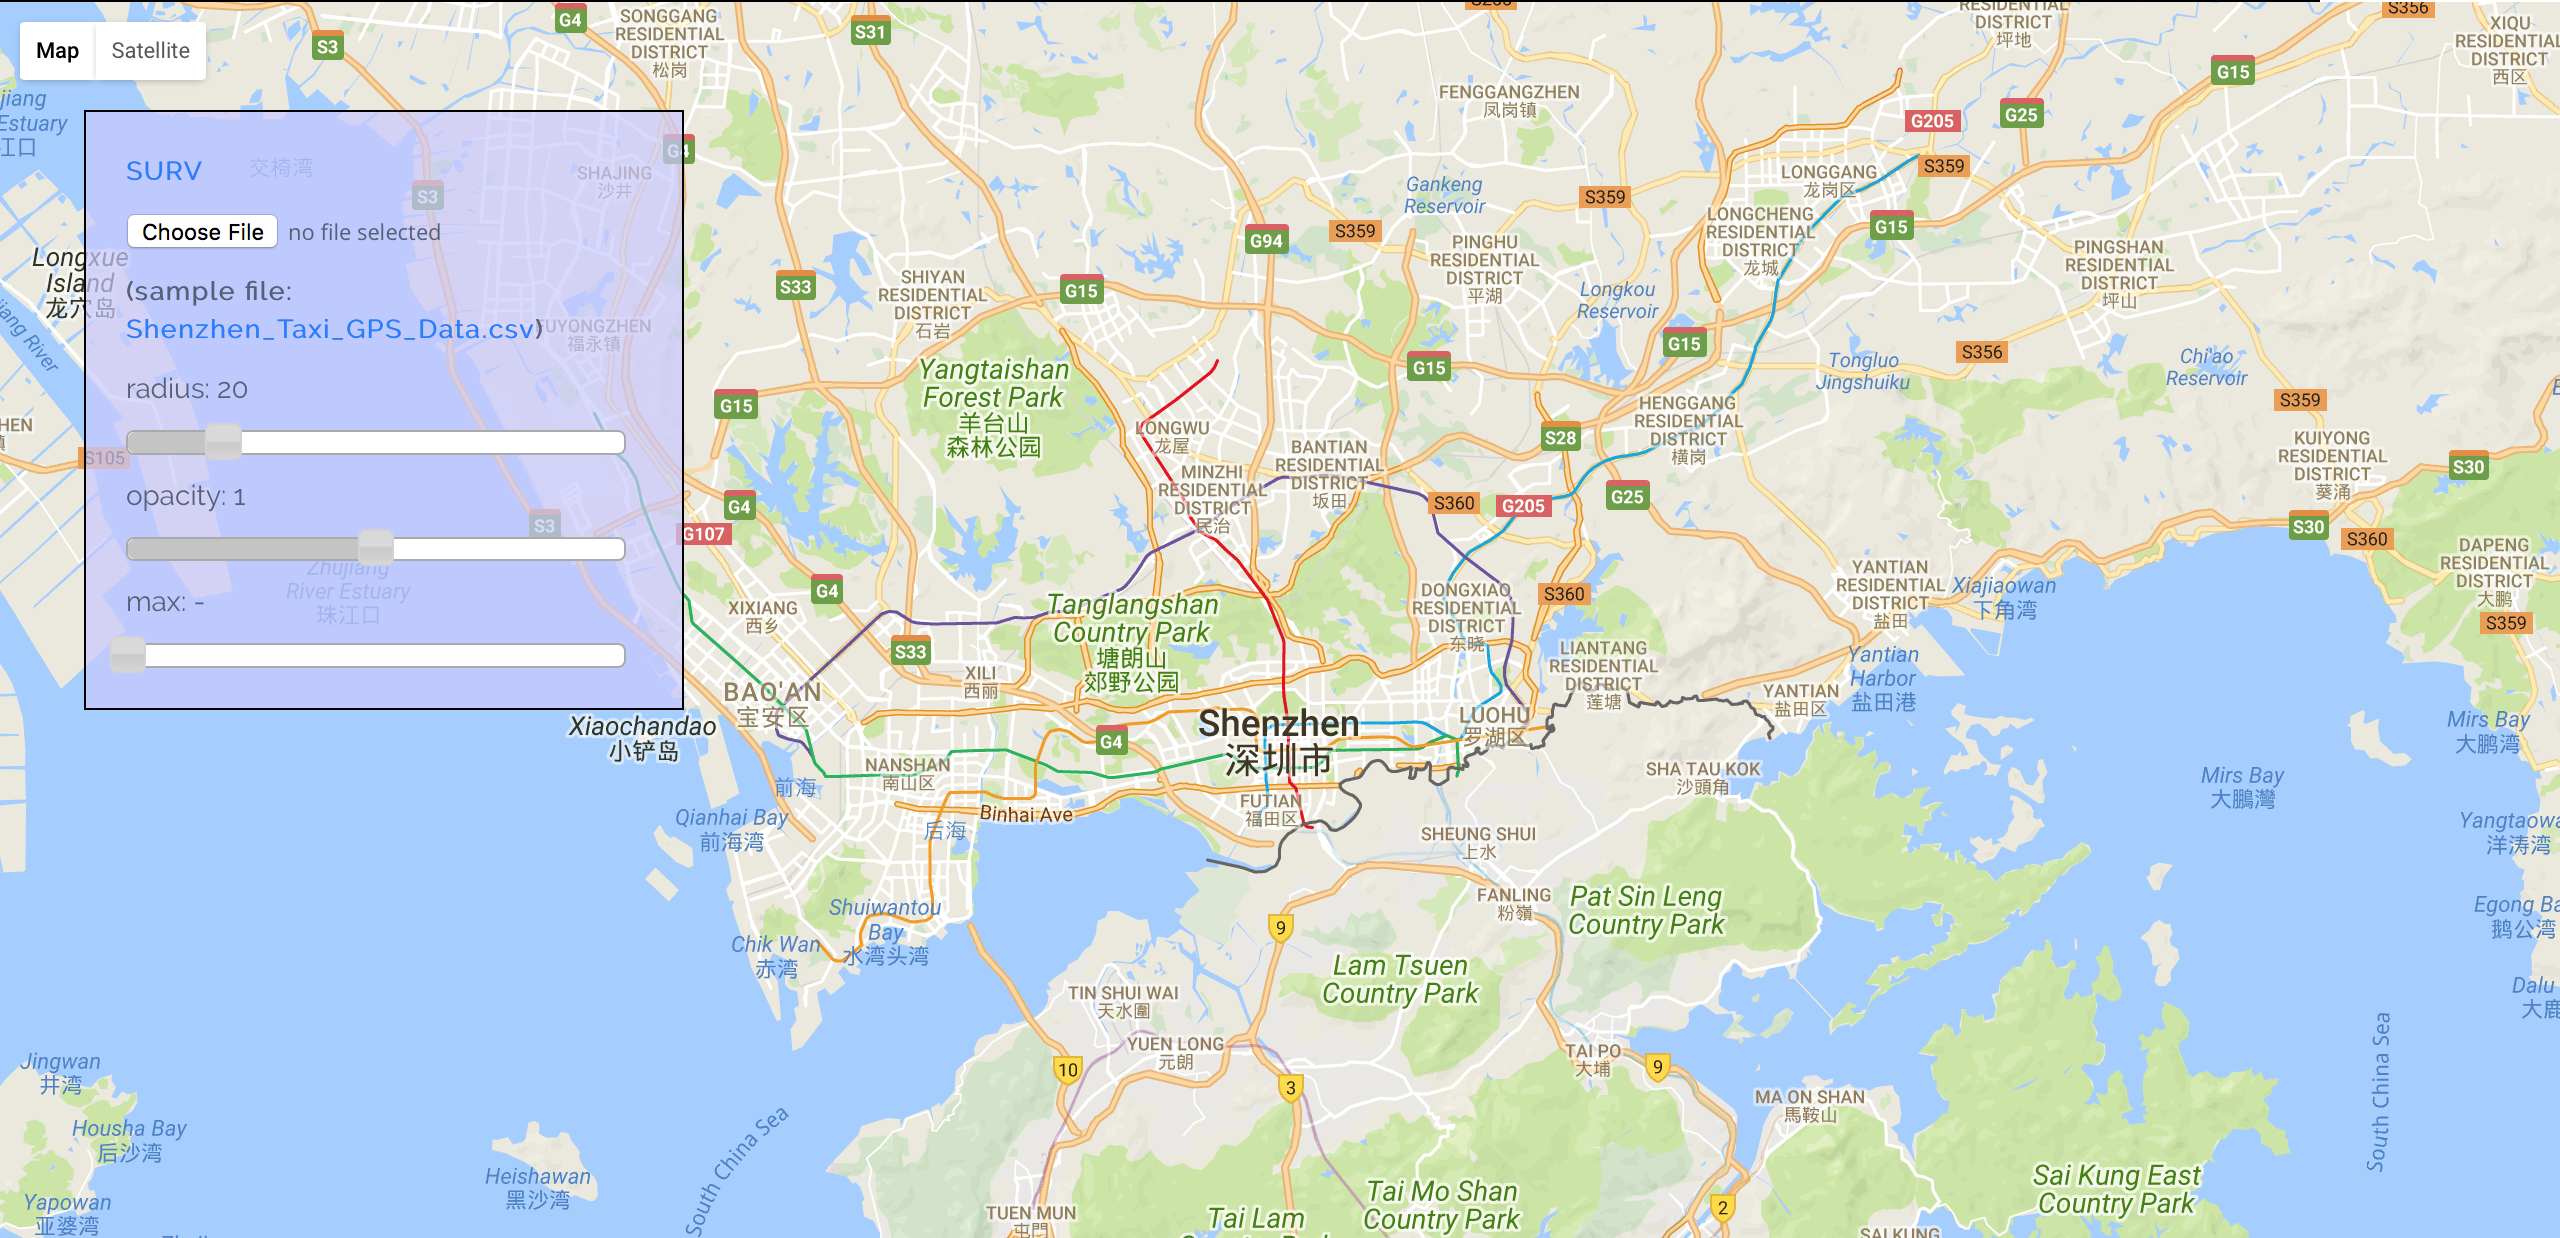 Map
Satellite
SURV
Choose File
no file selected
(sample file:
Shenzhen_Taxi_GPS_Data.csv)
radius: 20
opacity: 1
max: -
S3
G4
SONGGANG
RESIDENTIAL
DISTRICT
松岗
S31
S356
RESIDENTIAL
DISTRICT
坪地
XIQU
RESIDENTIAL
DISTRICT
西区
G15
FENGGANGZHEN
凤岗镇
G205
G25
jiang
Estuary
江口
交椅湾
S3
SHAJING
沙井
G4
Gankeng
Reservoir
S359
LONGGANG
龙岗区
S359
LONGCHENG
RESIDENTIAL
DISTRICT
龙城
G15
G94
S359
PINGHU
RESIDENTIAL
DISTRICT
平湖
PINGSHAN
RESIDENTIAL
DISTRICT
坪山
Longxue
Island
龙穴岛
jiang River
FUYONGZHEN
福永镇
S33
SHIYAN
RESIDENTIAL
DISTRICT
石岩
G15
Longkou
Reservoir
G15
Tongluo
Jingshuiku
S356
Chi'ao
Reservoir
S359
Yangtaishan
Forest Park
羊台山
森林公园
G15
G15
HEN
S105
LONGWU
龙屋
MINZHI
RESIDENTIAL
DISTRICT
民治
BANTIAN
RESIDENTIAL
DISTRICT
坂田
S28
HENGGANG
RESIDENTIAL
DISTRICT
横岗
KUIYONG
RESIDENTIAL
DISTRICT
葵涌
S30
G4
G107
S3
S360
G205
G25
S30
S360
DAPENG
RESIDENTIAL
DISTRICT
大鹏
S359
Zhujiang
River Estuary
珠江口
XIXIANG
西乡
G4
S33
Tanglangshan
Country Park
塘朗山
郊野公园
DONGXIAO
RESIDENTIAL
DISTRICT
东晓
S360
LIANTANG
RESIDENTIAL
DISTRICT
莲塘
YANTIAN
RESIDENTIAL
DISTRICT
盐田
Xiajiaowan
下角湾
Yantian
Harbor
盐田港
YANTIAN
盐田区
BAO'AN
宝安区
XILI
西丽
G4
Shenzhen
深圳市
LUOHU
罗湖区
Xiaochandao
小铲岛
Mirs Bay
大鹏湾
NANSHAN
南山区
前海
FUTIAN
福田区
SHA TAU KOK
沙頭角
Mirs Bay
大鵬灣
Qianhai Bay
前海湾
Binhai Ave
后海
SHEUNG SHUI
上水
Yangtaowa
洋涛湾
FANLING
粉嶺
Pat Sin Leng
Country Park
Shuiwantou
Bay
水湾头湾
Chik Wan
赤湾
9
Egong Ba
鹅公湾
Lam Tsuen
Country Park
TIN SHUI WAI
天水圍
Dalu
大鹿
YUEN LONG
元朗
10
3
TAI PO
大埔
9
South China Sea
Jingwan
井湾
MA ON SHAN
馬鞍山
Housha Bay
后沙湾
Heishawan
黑沙湾
South China Sea
Yapowan
亚婆湾
TUEN MUN
屯門
Tai Lam
Tai Mo Shan
Country Park
2
Sai Kung East
Country Park
SAI KUNG